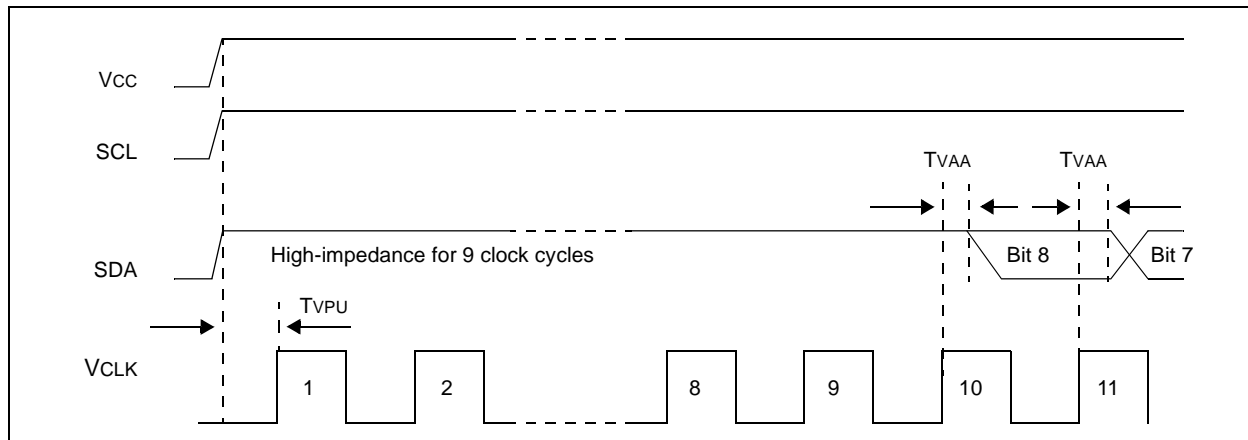 VCC
SCL
TVAA TVAA
SDA
High-impedance for 9 clock cycles
Bit 8
Bit 7
TVPU
VCLK
1
2
8
9
10
11